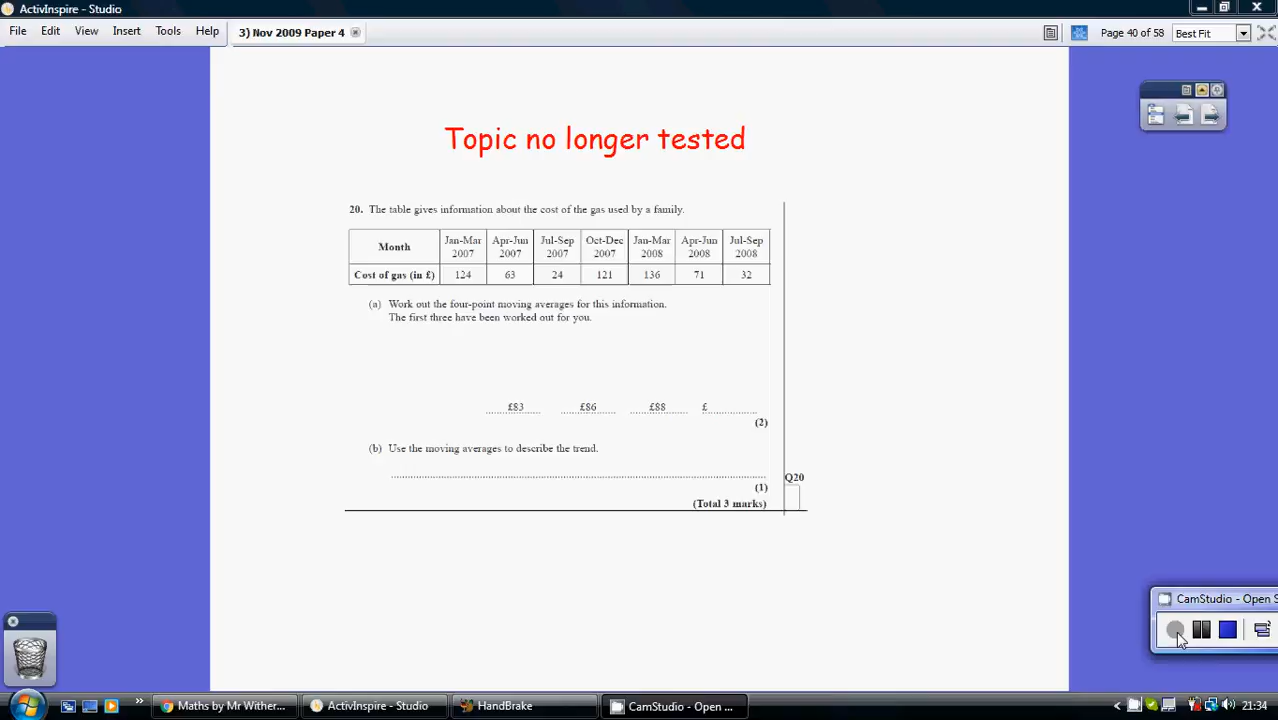 ActivInspire - Studio
File Edit View Insert Tools Help
3) Nov 2009 Paper 4
Page 40 of 58
Best Fit
Topic no longer tested
20. The table gives information about the cost of the gas used by a family.
Month Jan-Mar 2007 Apr-Jun 2007 Jul-Sep 2007 Oct-Dec 2007 Jan-Mar 2008 Apr-Jun 2008 Jul-Sep 2008
Cost of gas (in £) 124 63 24 121 136 71 32
(a) Work out the four-point moving averages for this information.
The first three have been worked out for you.
£83 £86 £88 £
(2)
(b) Use the moving averages to describe the trend.
Q20
(1)
(Total 3 marks)
CamStudio - Open S
Maths by Mr Wither... ActivInspire - Studio HandBrake CamStudio - Open ... 21:34